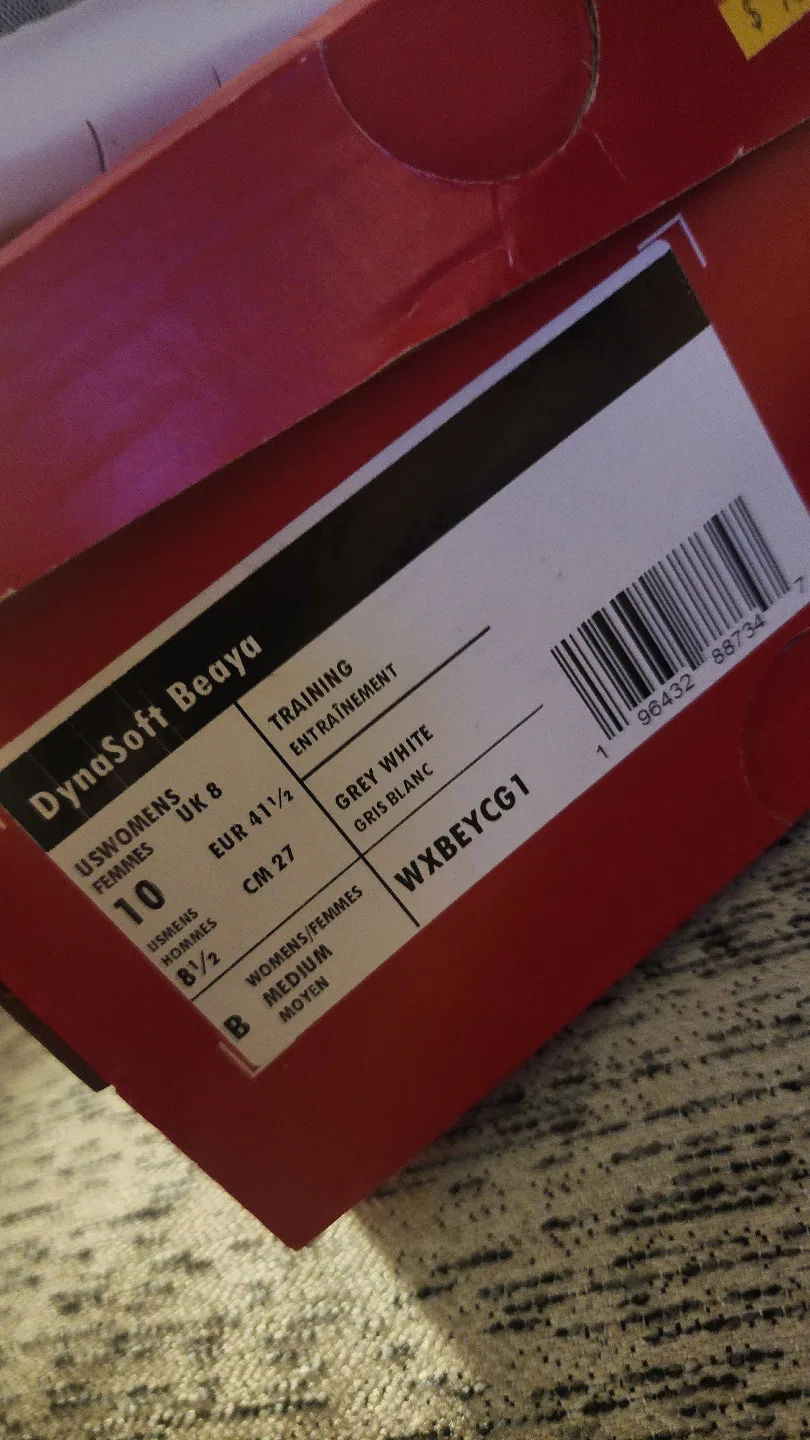 DynaSoft Beaya
USWOMENS
FEMMES
10
UK 8
EUR 41½
CM 27
USMENS
HOMMES
8½
B
WOMENS/FEMMES
MEDIUM
MOYEN
TRAINING
ENTRAÎNEMENT
GREY WHITE
GRIS BLANC
WXBEYCG1
1 96432 88734 7
$